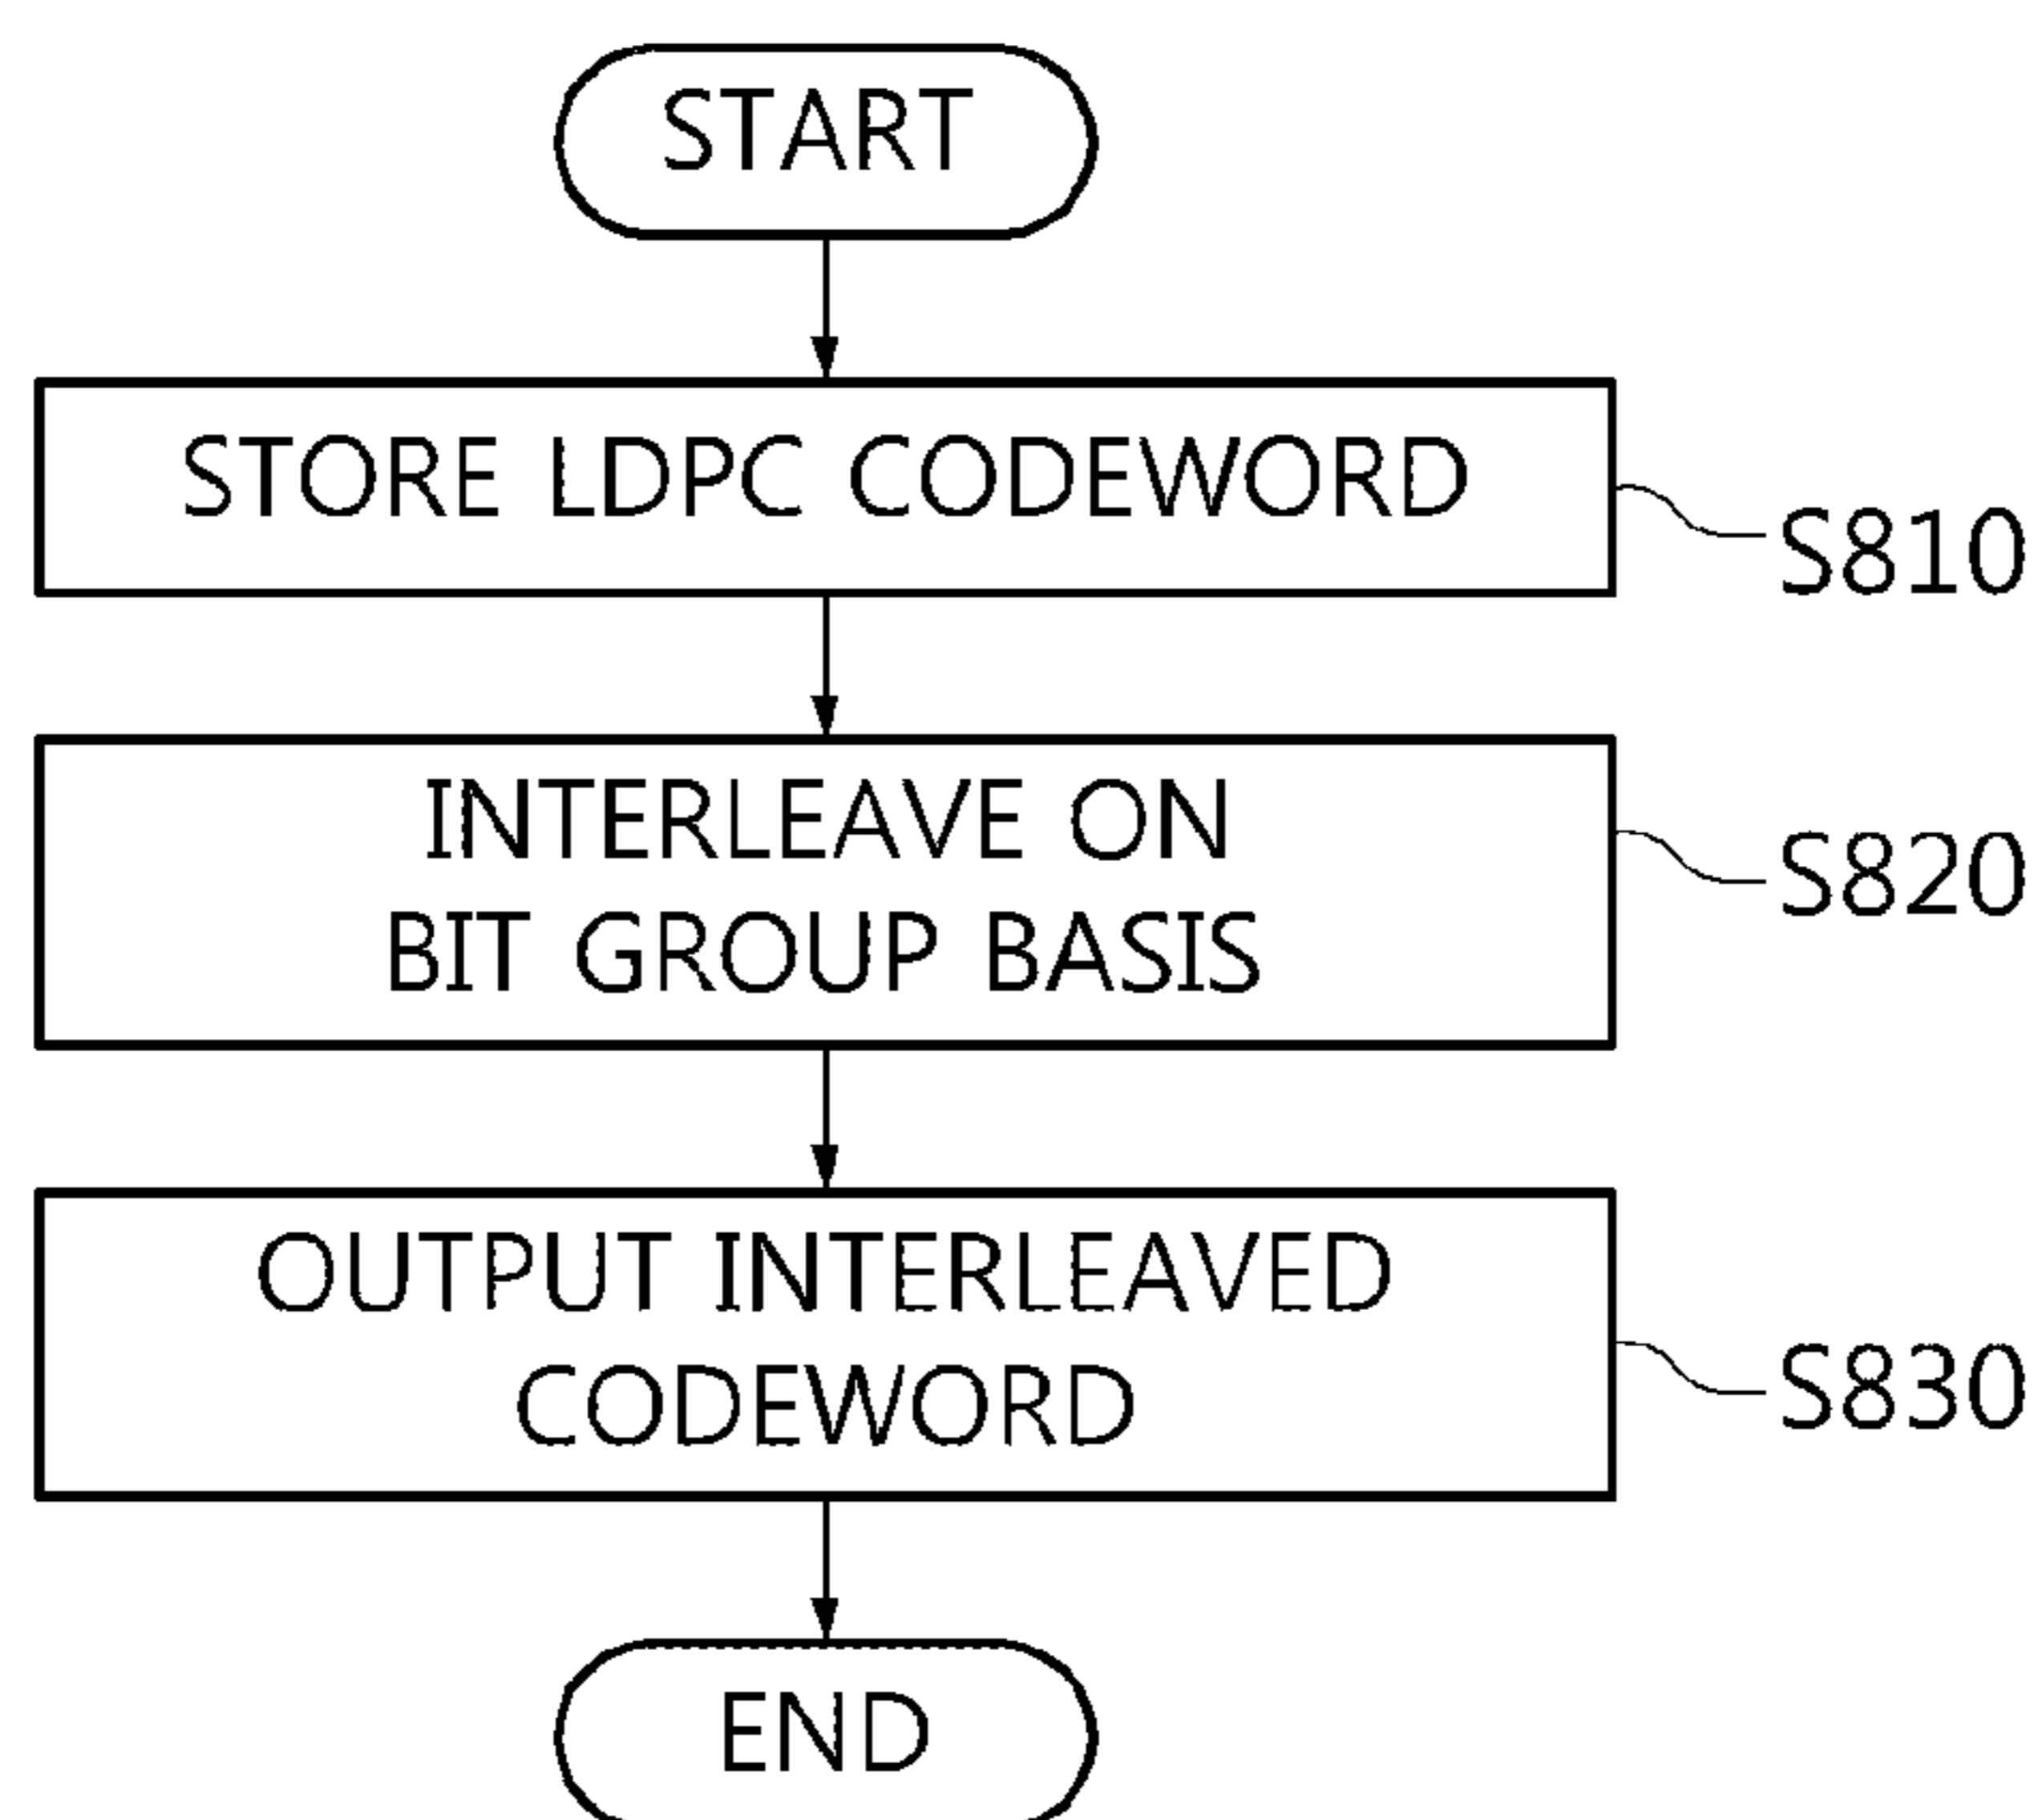 START
STORE LDPC CODEWORD
S810
INTERLEAVE ON
BIT GROUP BASIS
S820
OUTPUT INTERLEAVED
CODEWORD
S830
END